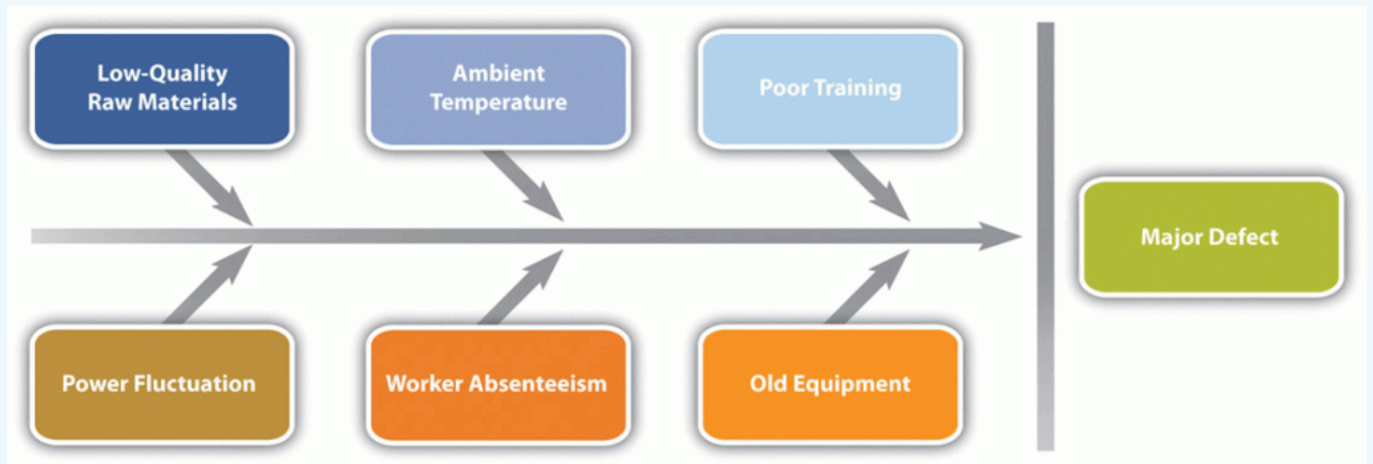 Low-Quality
Raw Materials
Ambient
Temperature
Poor Training
Major Defect
Power Fluctuation
Worker Absenteeism
Old Equipment